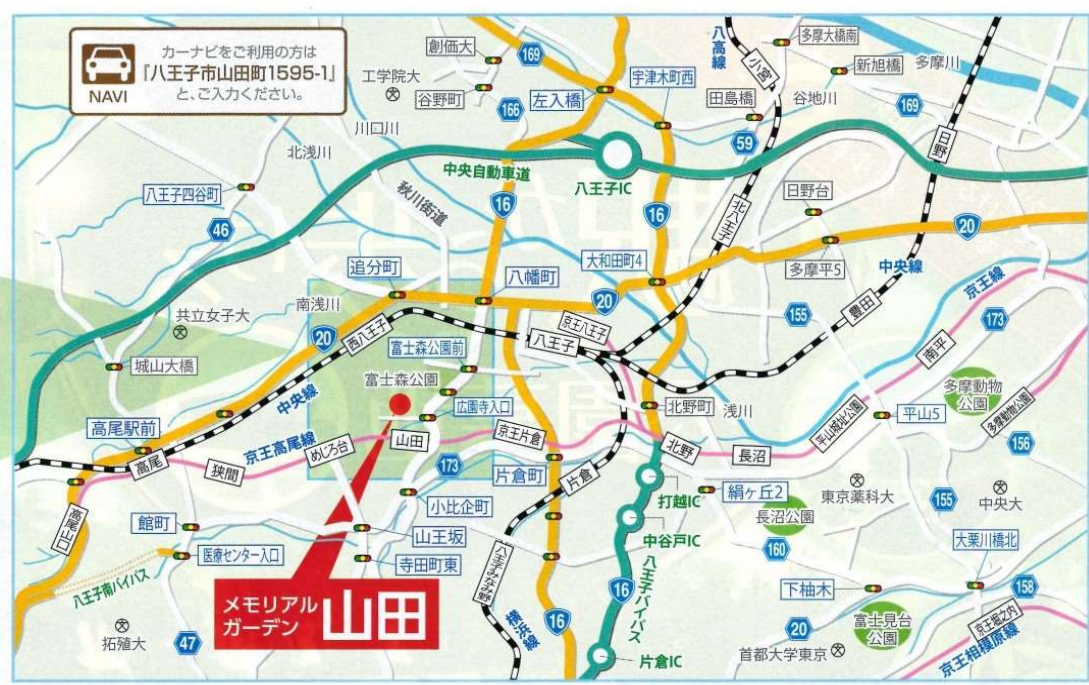 カーナビをご利用の方は
『八王子市山田町1595-1』
と、ご入力ください。
NAVI
創価大
169
工学院大
谷野町
166
左入橋
宇津木町西
八高線
小宮
多摩大橋南
新旭橋
多摩川
田島橋
谷地川
169
59
日野
川口川
北浅川
中央自動車道
八王子IC
八王子四谷町
46
秋川街道
16
16
北八王子
日野台
20
多摩平5
中央線
追分町
八幡町
大和田町4
20
南浅川
共立女子大
20
西八王子
京王八王子
八王子
155
豊田
京王線
173
南平
城山大橋
富士森公園前
富士森公園
中央線
広園寺入口
北野町
浅川
平山城址公園
平山5
多摩動物
公園
多摩動物公園
高尾駅前
京王高尾線
めじろ台
山田
京王片倉
高尾
狭間
173
片倉町
片倉
北野
長沼
156
高尾山口
小比企町
打越IC
絹ヶ丘2
東京薬科大
155
中央大
館町
山王坂
長沼公園
中谷戸IC
160
大栗川橋北
医療センター入口
寺田町東
八王子みなみ野
八王子バイパス
16
下柚木
158
八王子南バイパス
メモリアル
ガーデン
山田
横浜線
16
富士見台
公園
京王堀之内
拓殖大
47
片倉IC
首都大学東京
20
京王相模原線